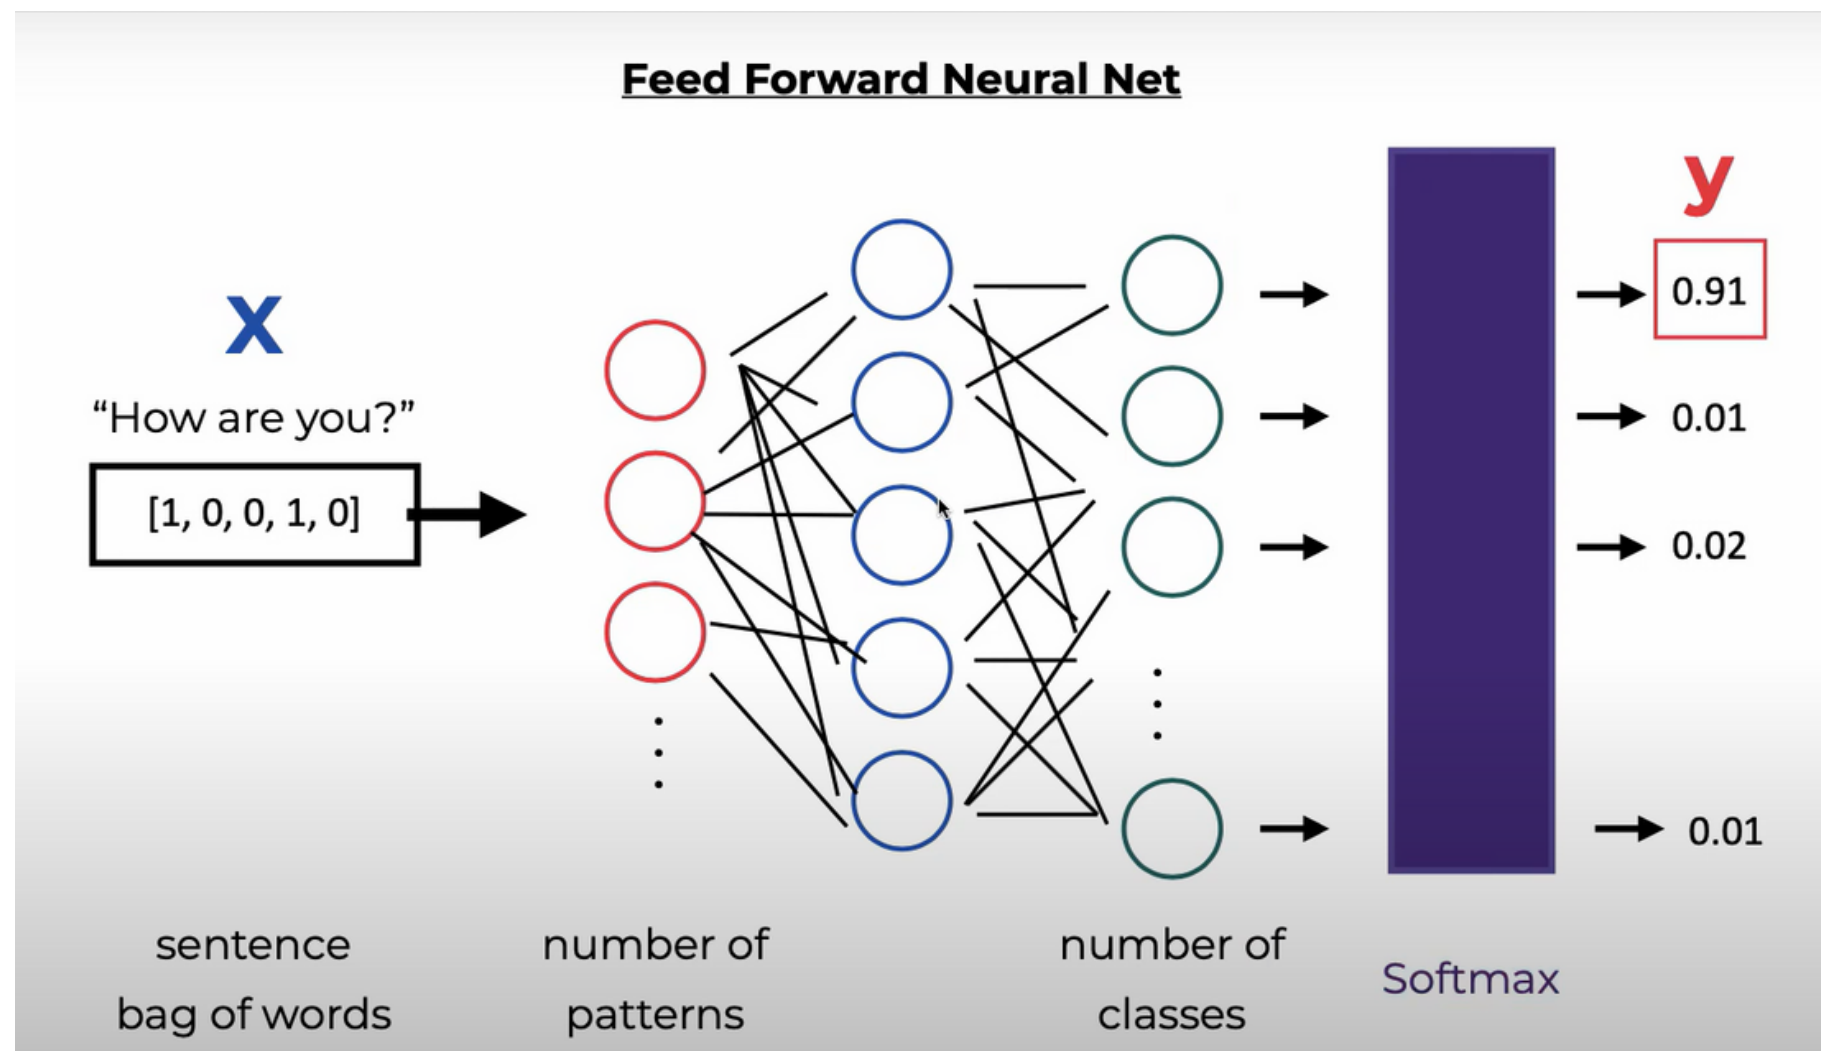 Feed Forward Neural Net
X
“How are you?”
[1, 0, 0, 1, 0]
y
0.91
0.01
0.02
0.01
sentence
bag of words
number of
patterns
number of
classes
Softmax